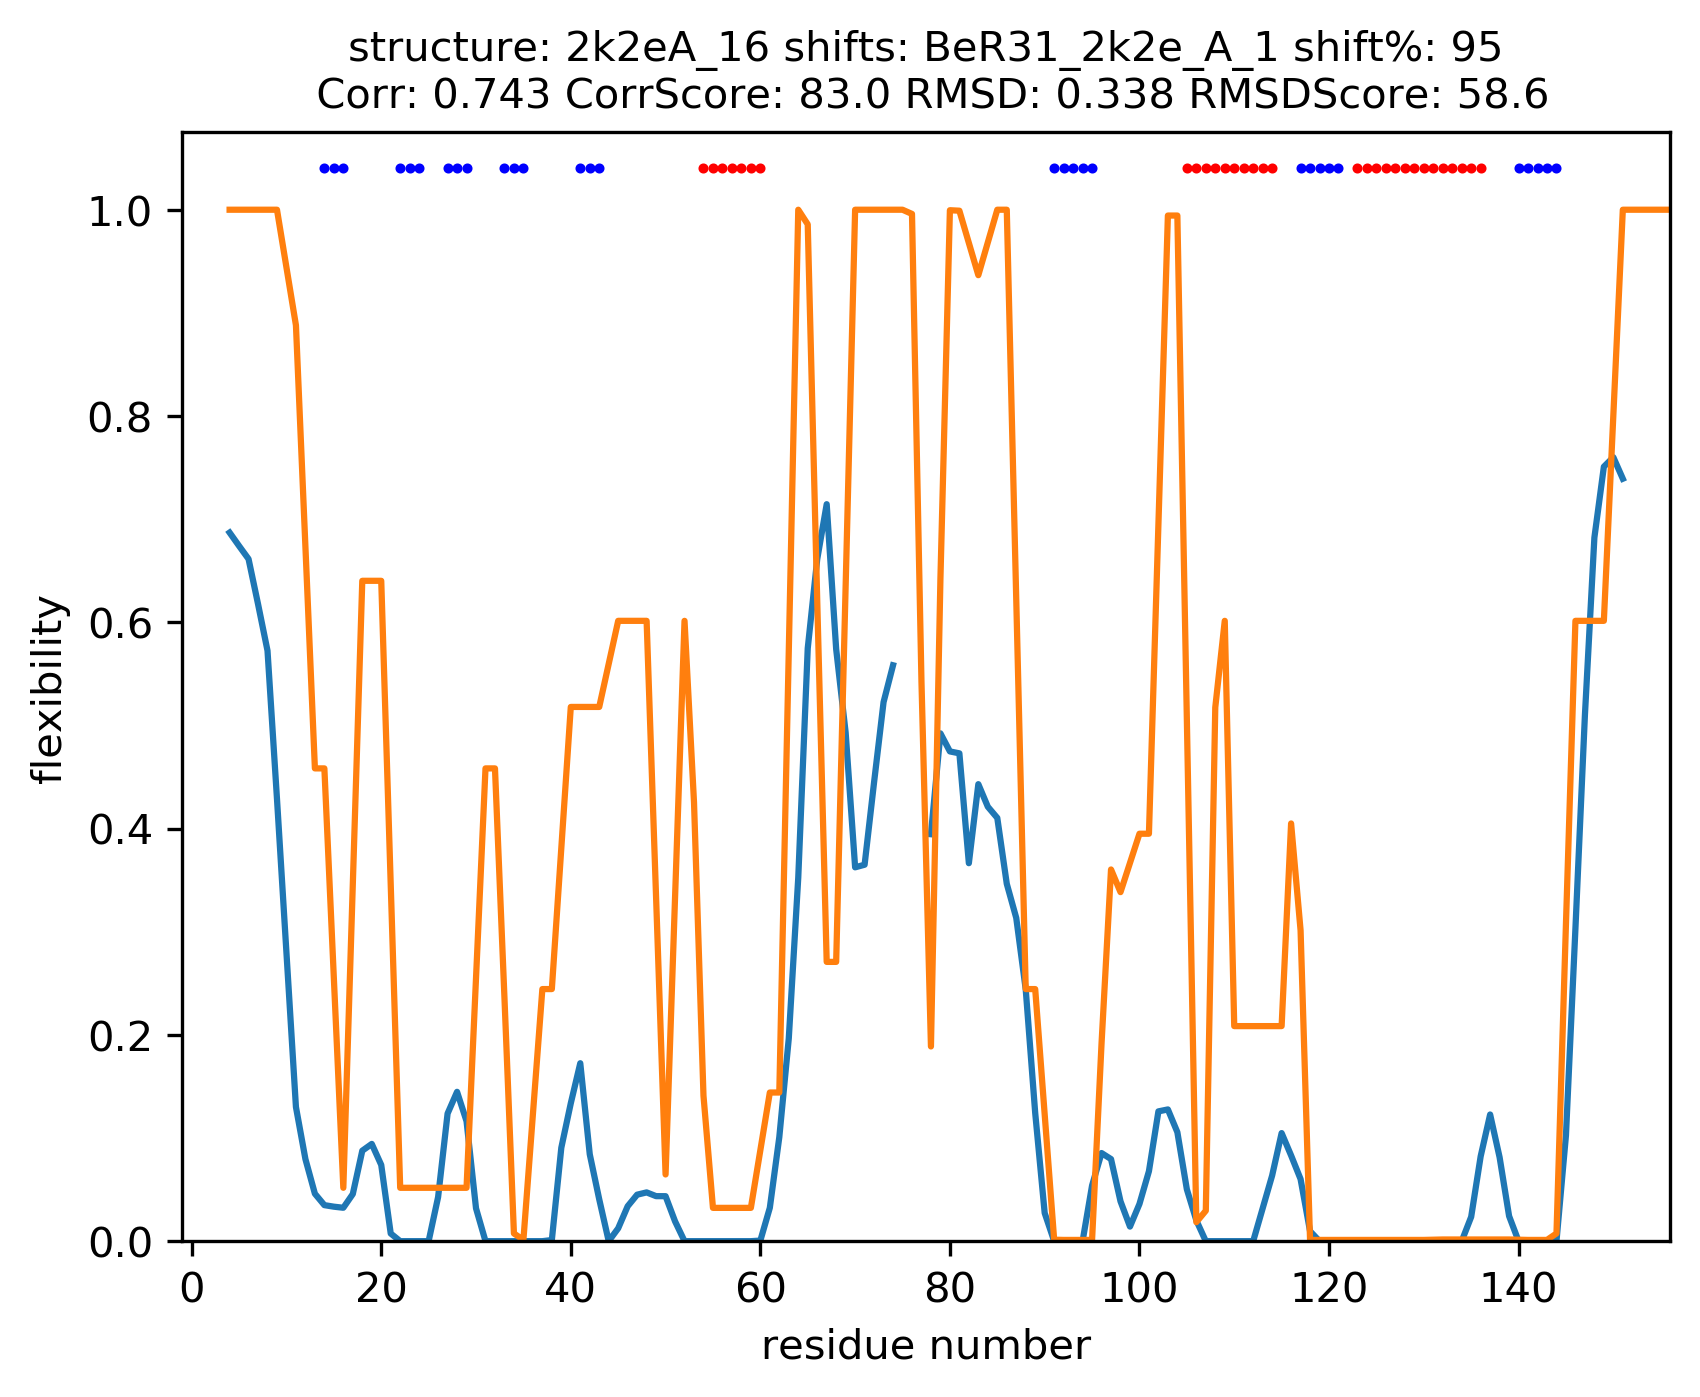 structure: 2k2eA_16 shifts: BeR31_2k2e_A_1 shift%: 95
Corr: 0.743 CorrScore: 83.0 RMSD: 0.338 RMSDScore: 58.6
1.0
0.8
0.6
0.4
0.2
0.0
flexibility
0 20 40 60 80 100 120 140
residue number